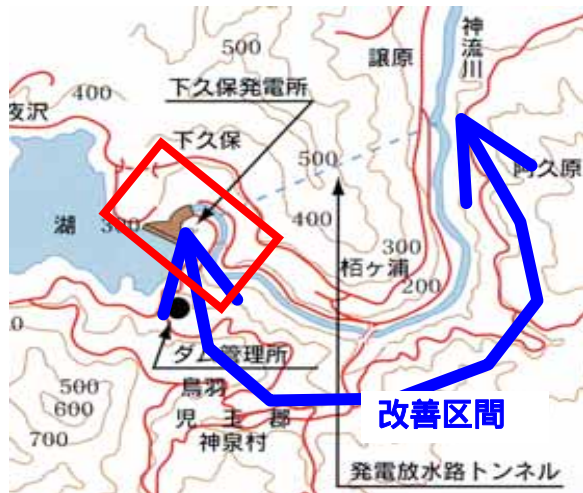 500
譲原
神流川
400
下久保発電所
下久保
500
阿久原
湖
300
400
300
栢ヶ浦
200
ダム管理所
鳥羽
500
600
700
児玉郡
神泉村
改善区間
発電放水路トンネル